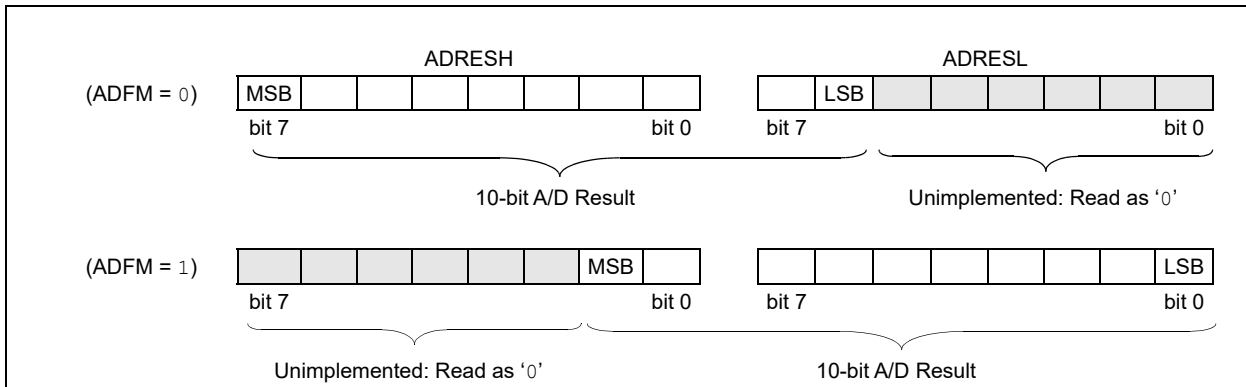 ADRESH ADRESL
(ADFM = 0) MSB LSB
bit 7 bit 0 bit 7 bit 0
10-bit A/D Result Unimplemented: Read as ‘0’
(ADFM = 1) MSB LSB
bit 7 bit 0 bit 7 bit 0
Unimplemented: Read as ‘0’ 10-bit A/D Result